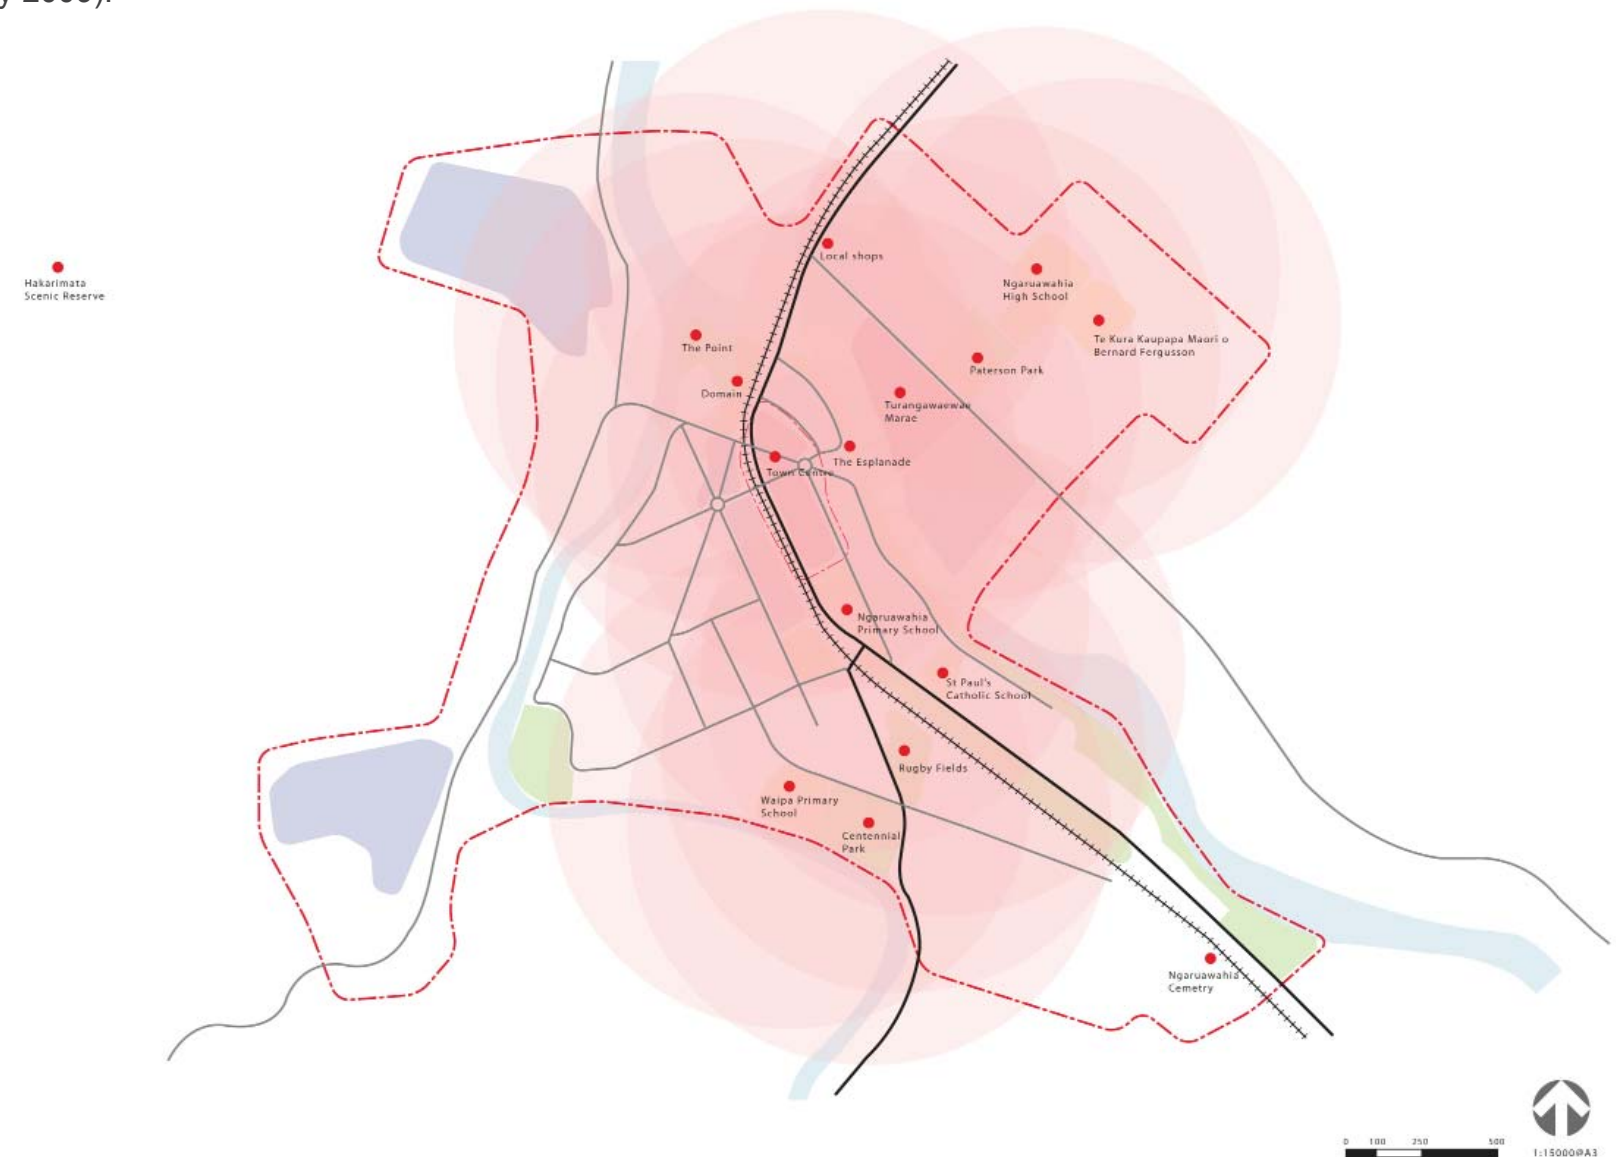 Local shops
Hakarimata
Scenic Reserve
Ngaruawahia
High School
Te Kura Kaupapa Maori o
Bernard Fergusson
The Point
Paterson Park
Domain
Turangawaewae
Marae
Town Centre
The Esplanade
Ngaruawahia
Primary School
St Paul's
Catholic School
Rugby Fields
Waipa Primary
School
Centennial
Park
Ngaruawahia
Cemetry
0 100 250 500
1:15000@A3